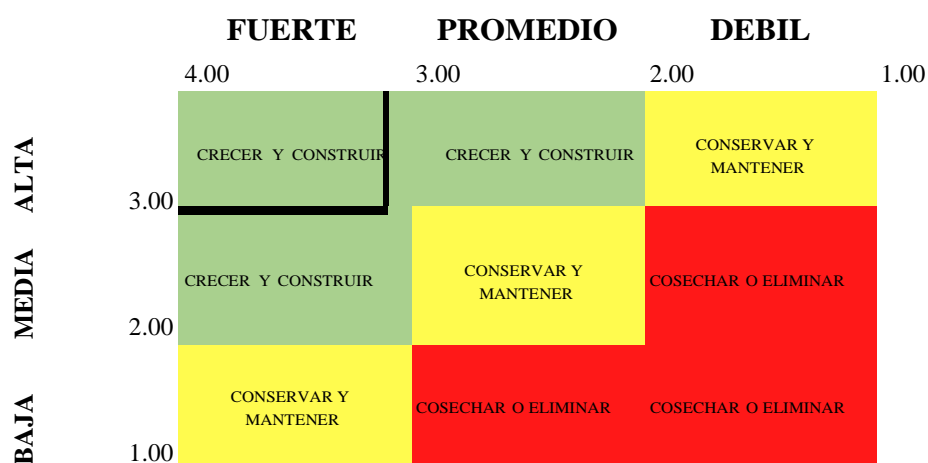 FUERTE PROMEDIO DEBIL
4.00 3.00 2.00 1.00
ALTA
CRECER Y CONSTRUIR
CRECER Y CONSTRUIR
CONSERVAR Y
MANTENER
3.00
MEDIA
CRECER Y CONSTRUIR
CONSERVAR Y
MANTENER
COSECHAR O ELIMINAR
2.00
BAJA
CONSERVAR Y
MANTENER
COSECHAR O ELIMINAR
COSECHAR O ELIMINAR
1.00